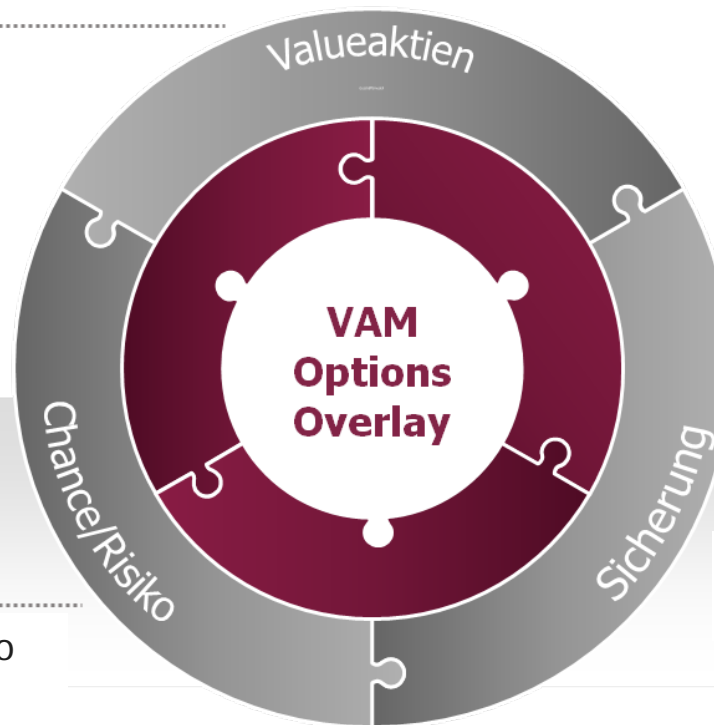 Valueaktien
VAM
Options
Overlay
Chance/Risiko
Sicherung
o